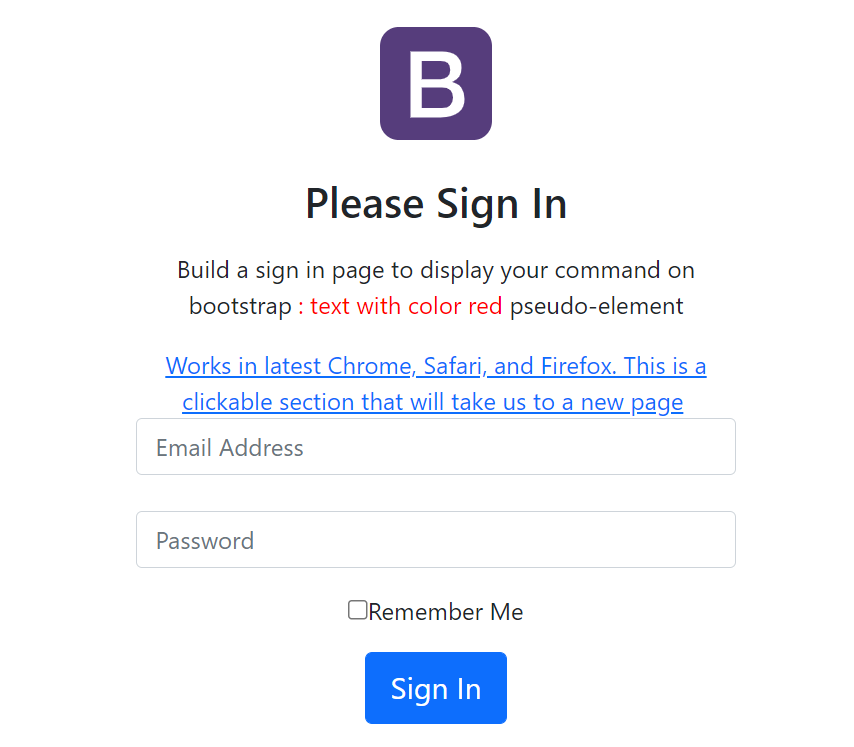 B
Please Sign In
Build a sign in page to display your command on
bootstrap : text with color red pseudo-element
Works in latest Chrome, Safari, and Firefox. This is a
clickable section that will take us to a new page
Email Address
Password
Remember Me
Sign In